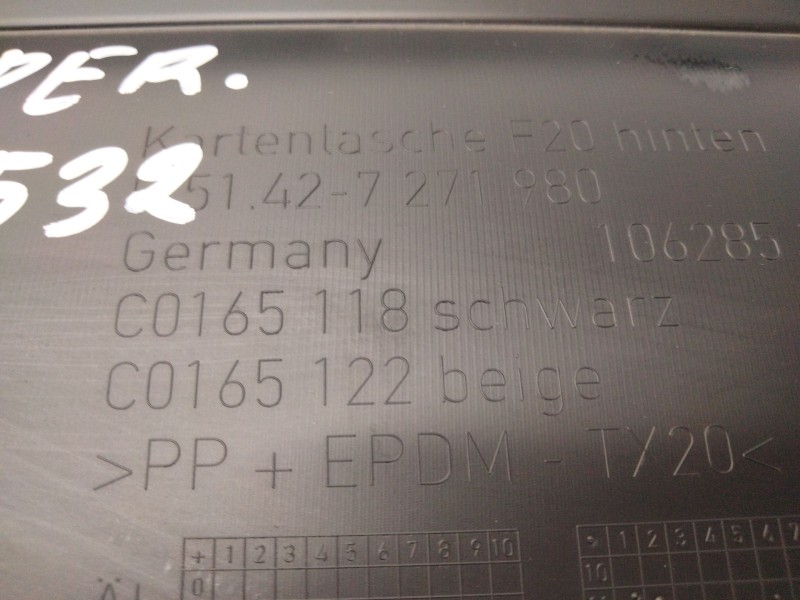 PER.
Kartentasche F20 hinten
532
51.42-7 271 980
Germany 106285
C0165 118 schwarz
C0165 122 beige
>PP + EPDM - TX20<
+ 1 2 3 4 5 6 7 8 9 10
0
1 2 3 4 5 6 7
10